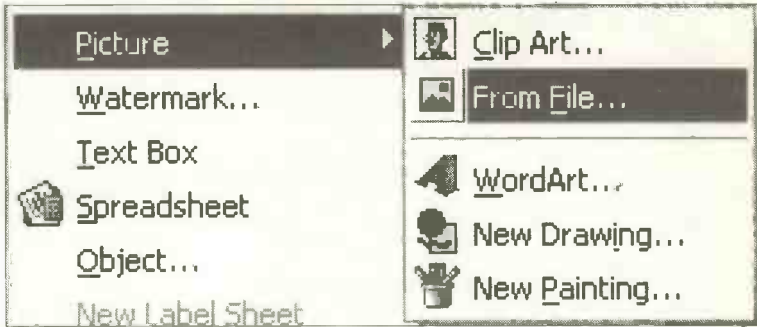 Picture
Watermark...
Text Box
Spreadsheet
Object...
New Label Sheet
Clip Art...
From File...
WordArt...
New Drawing...
New Painting...